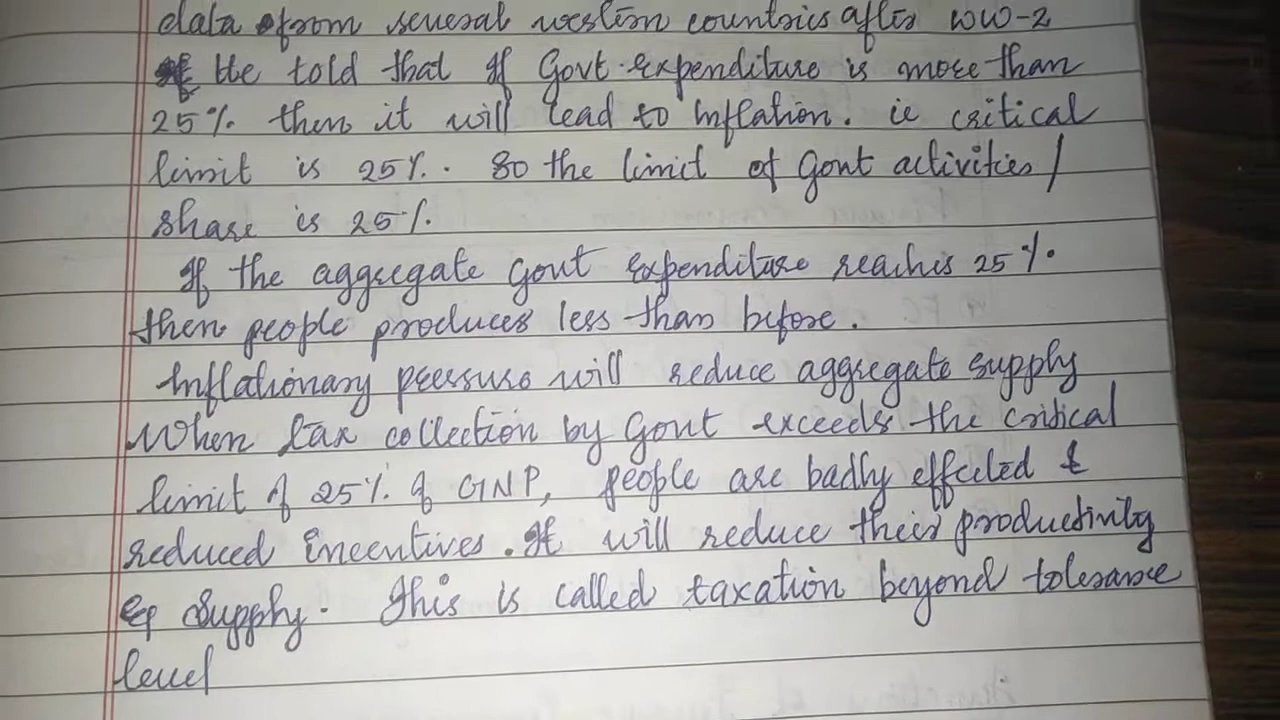 data from several western countries after WW-2
He told that If Govt. expenditure is more than
25% then it will lead to inflation. ie critical
limit is 25%. So the limit of Govt activities/
share is 25%.
If the aggregate Govt expenditure reaches 25%.
then people produces less than before.
Inflationary pressure will reduce aggregate supply
When tax collection by Govt exceeds the critical
limit of 25% of GNP, people are badly effected &
reduced incentives. It will reduce their productivity
& supply. This is called taxation beyond tolerance
level